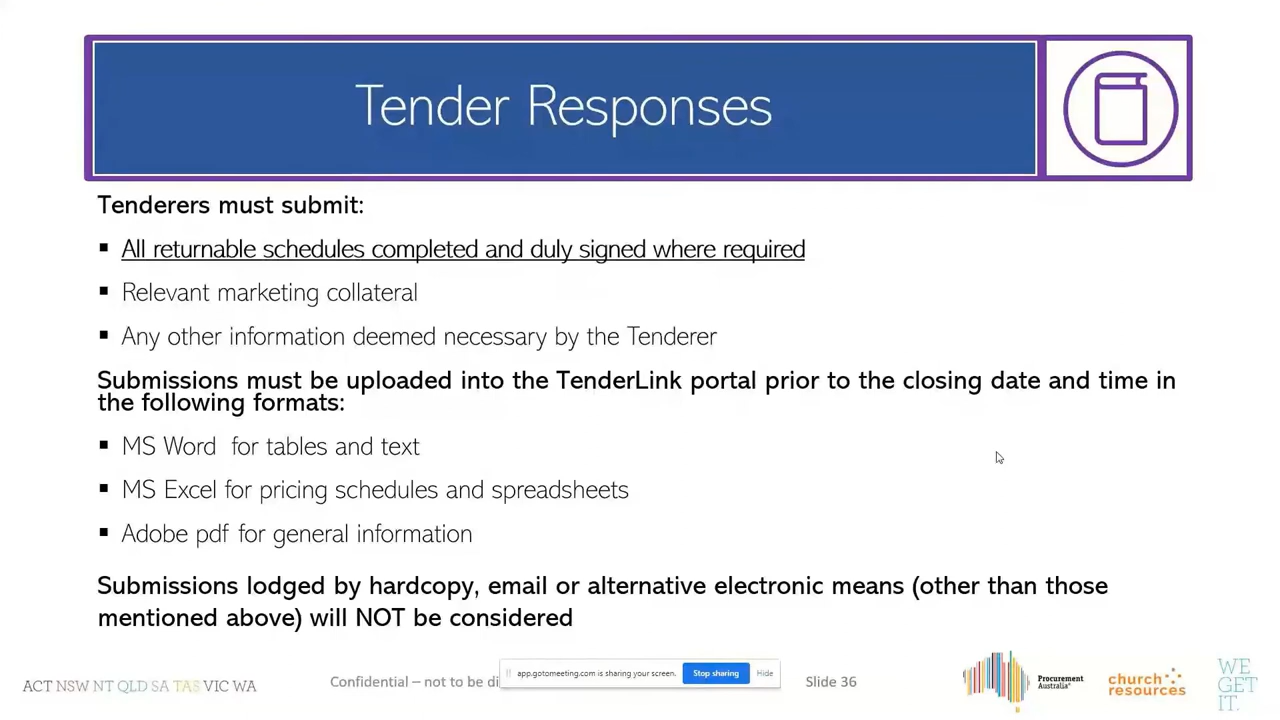 Tender Responses
Tenderers must submit:
▪ All returnable schedules completed and duly signed where required
▪ Relevant marketing collateral
▪ Any other information deemed necessary by the Tenderer
Submissions must be uploaded into the TenderLink portal prior to the closing date and time in
the following formats:
▪ MS Word for tables and text
▪ MS Excel for pricing schedules and spreadsheets
▪ Adobe pdf for general information
Submissions lodged by hardcopy, email or alternative electronic means (other than those
mentioned above) will NOT be considered
ACT NSW NT QLD SA TAS VIC WA
Confidential – not to be di
app.gotomeeting.com is sharing your screen.
Stop sharing
Hide
Slide 36
Procurement
Australia
church
resources
WE
GET
IT.